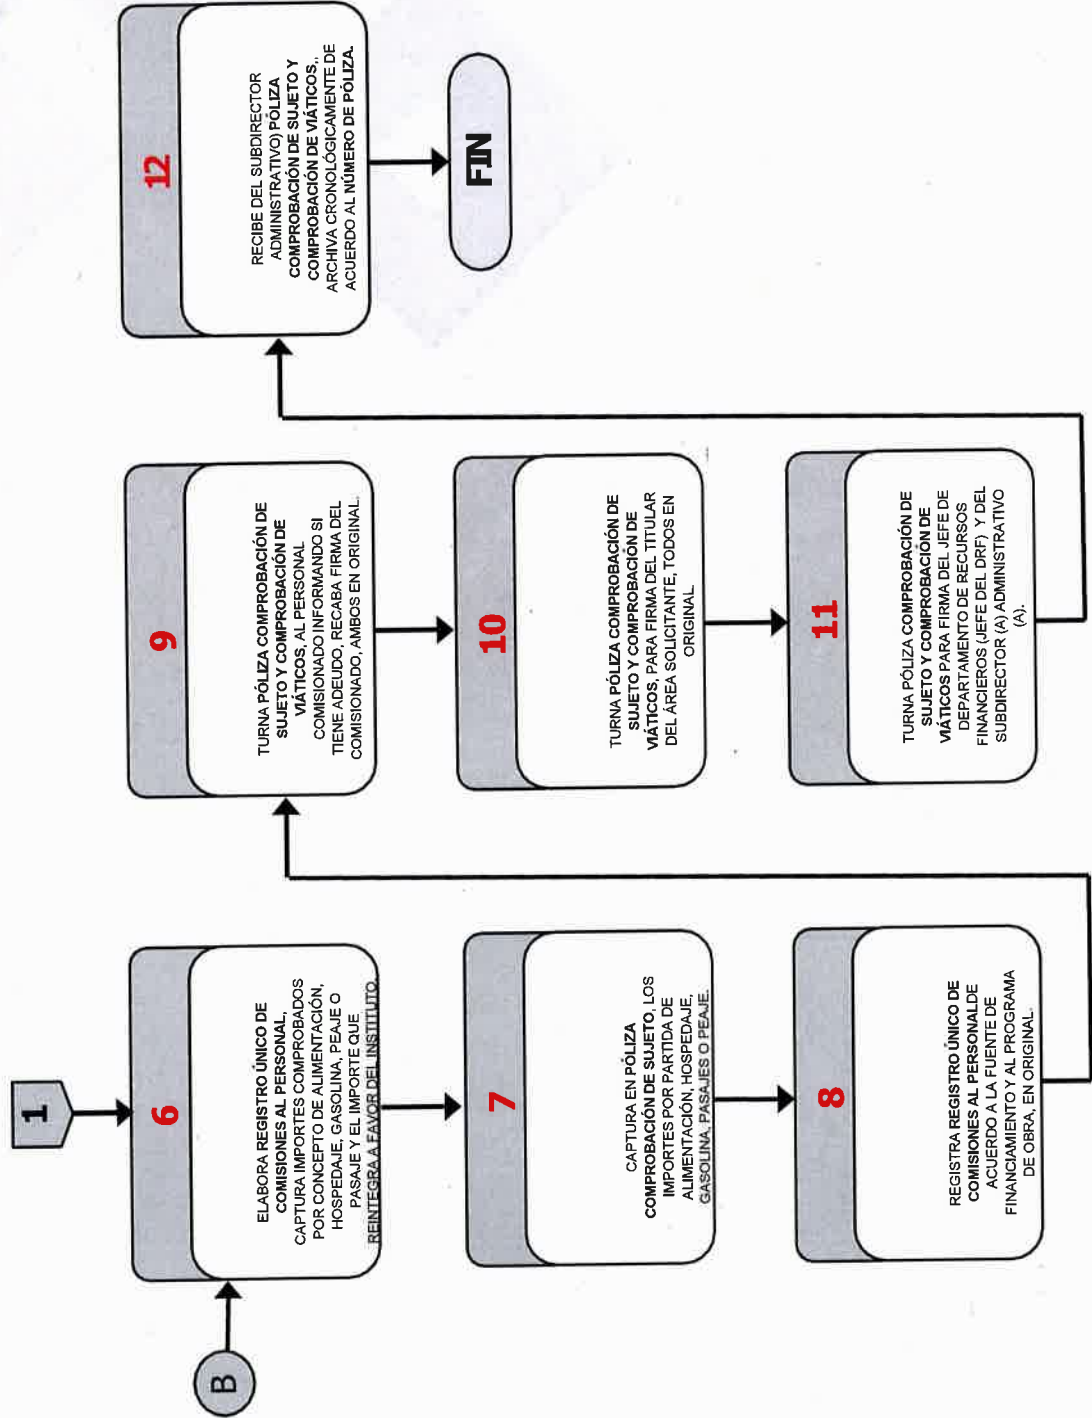 1
B
6
ELABORA REGISTRO ÚNICO DE
COMISIONES AL PERSONAL,
CAPTURA IMPORTES COMPROBADOS
POR CONCEPTO DE ALIMENTACIÓN,
HOSPEDAJE, GASOLINA, PEAJE O
PASAJE Y EL IMPORTE QUE
REINTEGRA A FAVOR DEL INSTITUTO.
7
CAPTURA EN PÓLIZA
COMPROBACIÓN DE SUJETO, LOS
IMPORTES POR PARTIDA DE
ALIMENTACIÓN, HOSPEDAJE,
GASOLINA, PASAJES O PEAJE.
8
REGISTRA REGISTRO ÚNICO DE
COMISIONES AL PERSONALDE
ACUERDO A LA FUENTE DE
FINANCIAMIENTO Y AL PROGRAMA
DE OBRA, EN ORIGINAL.
9
TURNA PÓLIZA COMPROBACIÓN DE
SUJETO Y COMPROBACIÓN DE
VIÁTICOS, AL PERSONAL
COMISIONADO INFORMANDO SI
TIENE ADEUDO, RECABA FIRMA DEL
COMISIONADO, AMBOS EN ORIGINAL.
10
TURNA PÓLIZA COMPROBACIÓN DE
SUJETO Y COMPROBACIÓN DE
VIÁTICOS, PARA FIRMA DEL TITULAR
DEL ÁREA SOLICITANTE, TODOS EN
ORIGINAL
11
TURNA PÓLIZA COMPROBACIÓN DE
SUJETO Y COMPROBACIÓN DE
VIÁTICOS PARA FIRMA DEL JEFE DE
DEPARTAMENTO DE RECURSOS
FINANCIEROS (JEFE DEL DRF) Y DEL
SUBDIRECTOR (A) ADMINISTRATIVO
(A).
12
RECIBE DEL SUBDIRECTOR
ADMINISTRATIVO) PÓLIZA
COMPROBACIÓN DE SUJETO Y
COMPROBACIÓN DE VIÁTICOS,,
ARCHIVA CRONOLÓGICAMENTE DE
ACUERDO AL NÚMERO DE PÓLIZA.
FIN